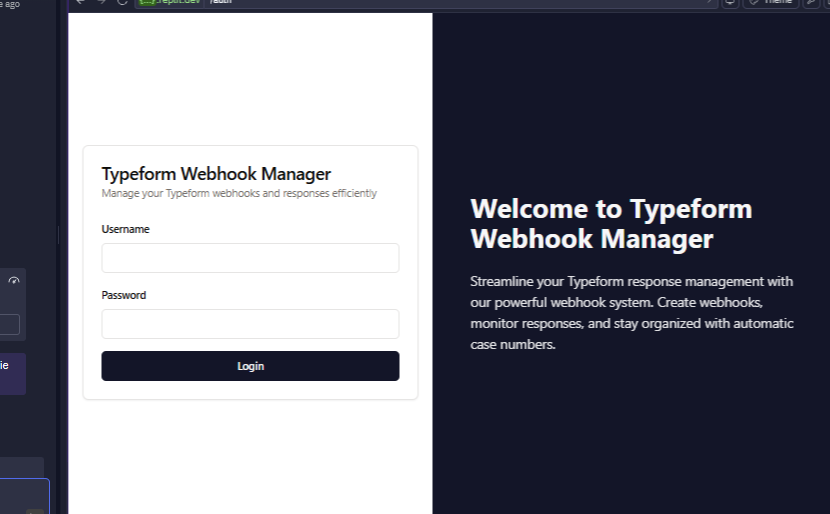 e ago
.replit.dev /auth
Theme
Typeform Webhook Manager
Manage your Typeform webhooks and responses efficiently
Username
Password
Login
ie
Welcome to Typeform
Webhook Manager
Streamline your Typeform response management with
our powerful webhook system. Create webhooks,
monitor responses, and stay organized with automatic
case numbers.